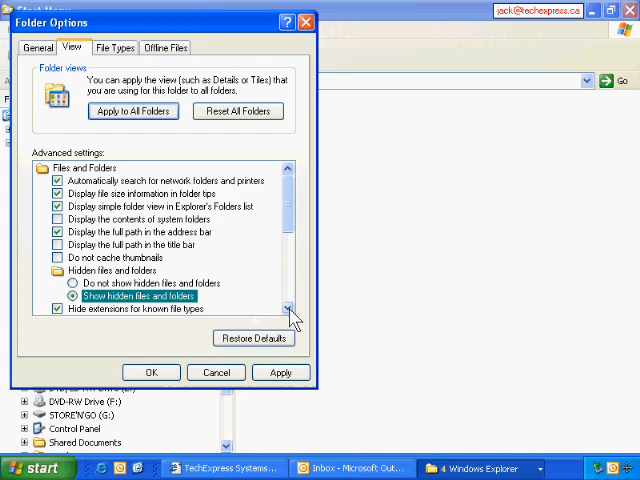 Start Menu
jack@techexpress.ca
Folder Options
General View File Types Offline Files
Folder views
You can apply the view (such as Details or Tiles) that
you are using for this folder to all folders.
Apply to All Folders Reset All Folders
Go
Advanced settings:
Files and Folders
Automatically search for network folders and printers
Display file size information in folder tips
Display simple folder view in Explorer's Folders list
Display the contents of system folders
Display the full path in the address bar
Display the full path in the title bar
Do not cache thumbnails
Hidden files and folders
Do not show hidden files and folders
Show hidden files and folders
Hide extensions for known file types
Restore Defaults
OK Cancel Apply
DVD-RW Drive (F:)
STORE'N'GO (G:)
Control Panel
Shared Documents
start TechExpress Systems... Inbox - Microsoft Out... 4 Windows Explorer